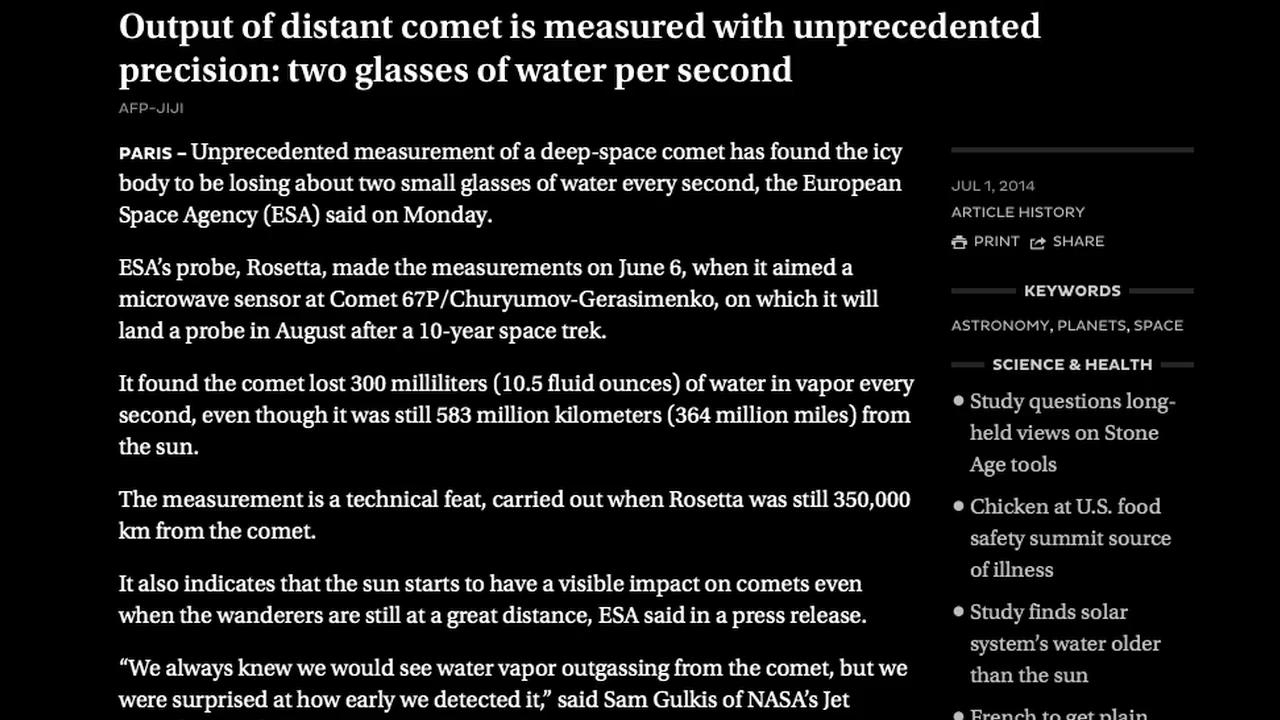 Output of distant comet is measured with unprecedented
precision: two glasses of water per second
AFP-JIJI
PARIS – Unprecedented measurement of a deep-space comet has found the icy
body to be losing about two small glasses of water every second, the European
Space Agency (ESA) said on Monday.
ESA’s probe, Rosetta, made the measurements on June 6, when it aimed a
microwave sensor at Comet 67P/Churyumov-Gerasimenko, on which it will
land a probe in August after a 10-year space trek.
It found the comet lost 300 milliliters (10.5 fluid ounces) of water in vapor every
second, even though it was still 583 million kilometers (364 million miles) from
the sun.
The measurement is a technical feat, carried out when Rosetta was still 350,000
km from the comet.
It also indicates that the sun starts to have a visible impact on comets even
when the wanderers are still at a great distance, ESA said in a press release.
“We always knew we would see water vapor outgassing from the comet, but we
were surprised at how early we detected it,” said Sam Gulkis of NASA’s Jet
JUL 1, 2014
ARTICLE HISTORY
PRINT SHARE
KEYWORDS
ASTRONOMY, PLANETS, SPACE
SCIENCE & HEALTH
Study questions long-
held views on Stone
Age tools
Chicken at U.S. food
safety summit source
of illness
Study finds solar
system’s water older
than the sun
French to get plain